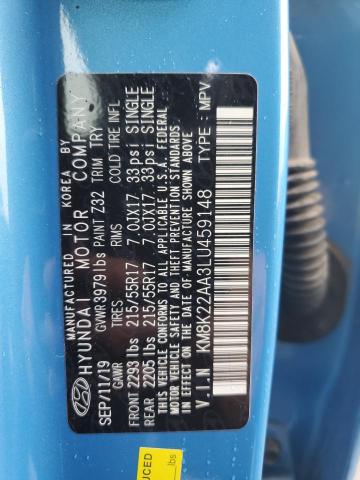 MANUFACTURED IN KOREA BY
HYUNDAI MOTOR COMPANY
SEP/11/19 GVWR 3979 lbs PAINT Z32 TRIM TRY
GAWR TIRES RIMS COLD TIRE INFL
FRONT 2293 lbs 215/55R17 7.0JX17 33psi SINGLE
REAR 2205 lbs 215/55R17 7.0JX17 33psi SINGLE
THIS VEHICLE CONFORMS TO ALL APPLICABLE U.S.A. FEDERAL
MOTOR VEHICLE SAFETY, BUMPER, AND THEFT PREVENTION STANDARDS
IN EFFECT ON THE DATE OF MANUFACTURE SHOWN ABOVE.
V.I.N KM8K22AA3LU459148 TYPE: MPV
UCED
lbs